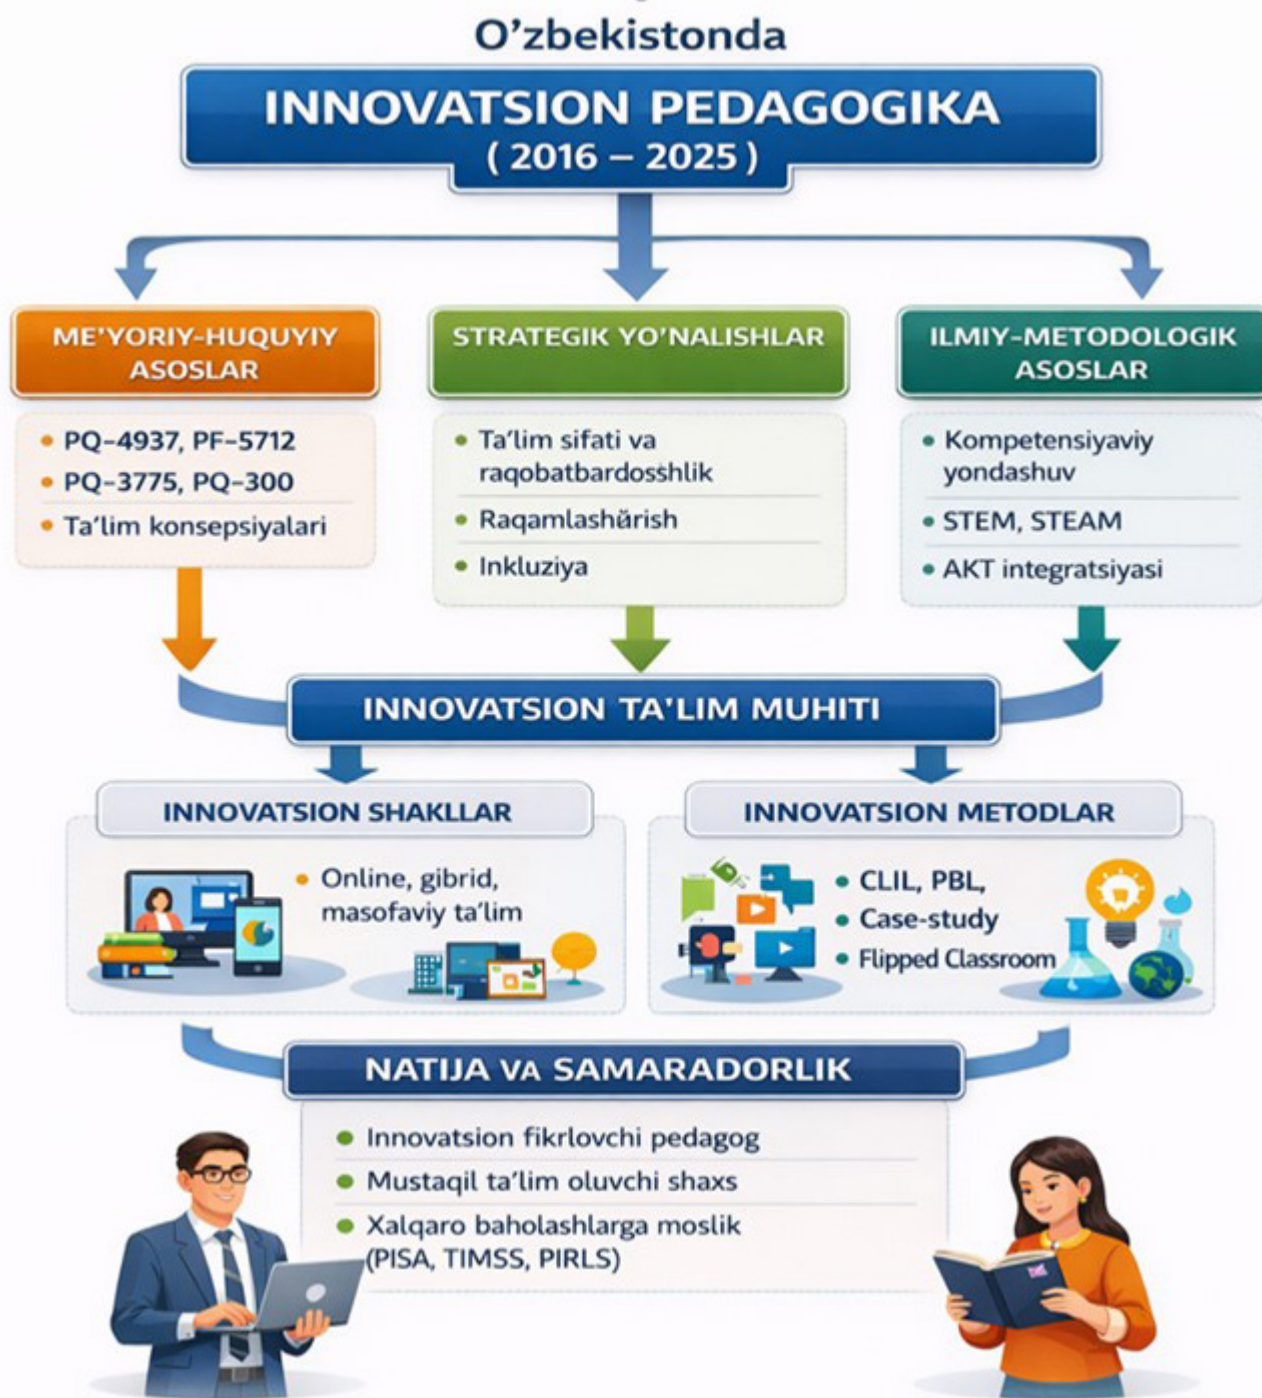 O'zbekistonda
INNOVATSION PEDAGOGIKA
( 2016 – 2025 )
ME'YORIY-HUQUYIY
ASOSLAR
• PQ-4937, PF-5712
• PQ-3775, PQ-300
• Ta'lim konsepsiyalari
STRATEGIK YO'NALISHLAR
• Ta'lim sifati va
raqobatbardosshlik
• Raqamlashărish
• Inkluziya
ILMIY-METODOLOGIK
ASOSLAR
• Kompetensiyaviy
yondashuv
• STEM, STEAM
• AKT integratsiyasi
INNOVATSION TA'LIM MUHITI
INNOVATSION SHAKLLAR
• Online, gibrid,
masofaviy ta'lim
INNOVATSION METODLAR
• CLIL, PBL,
• Case-study
• Flipped Classroom
NATIJA VA SAMARADORLIK
• Innovatsion fikrlovchi pedagog
• Mustaqil ta'lim oluvchi shaxs
• Xalqaro baholashlarga moslik
(PISA, TIMSS, PIRLS)